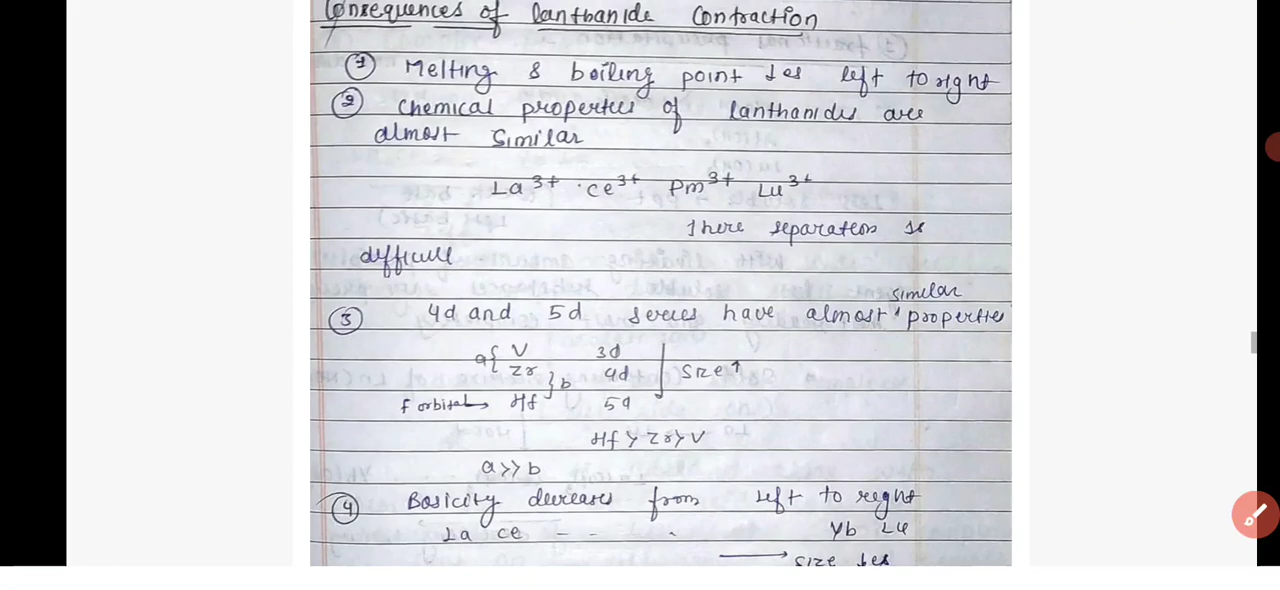 Consequences of Lanthanide Contraction
① Melting & boiling point ↓es left to right
② Chemical properties of lanthanides are
almost similar
La³⁺ · Ce³⁺ Pm³⁺ Lu³⁺
There separation is
difficult
similar
③ 4d and 5d series have almost properties
a{ V 3d
Zr }b 4d ] Size ↑
f orbital → Hf 5d
Hf > Zr > V
a >> b
④ Basicity decreases from left to right
La Ce - - . Yb Lu
→ size ↓es